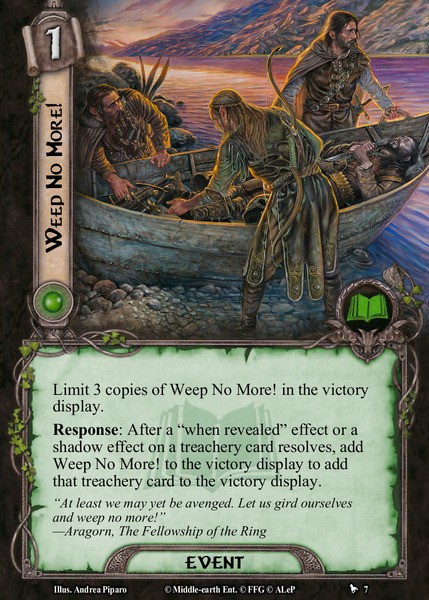 1
Weep No More!
Limit 3 copies of Weep No More! in the victory
display.
Response: After a “when revealed” effect or a
shadow effect on a treachery card resolves, add
Weep No More! to the victory display to add
that treachery card to the victory display.
“At least we may yet be avenged. Let us gird ourselves
and weep no more!”
—Aragorn, The Fellowship of the Ring
EVENT
Illus. Andrea Piparo © Middle-earth Ent. © FFG © ALeP 7